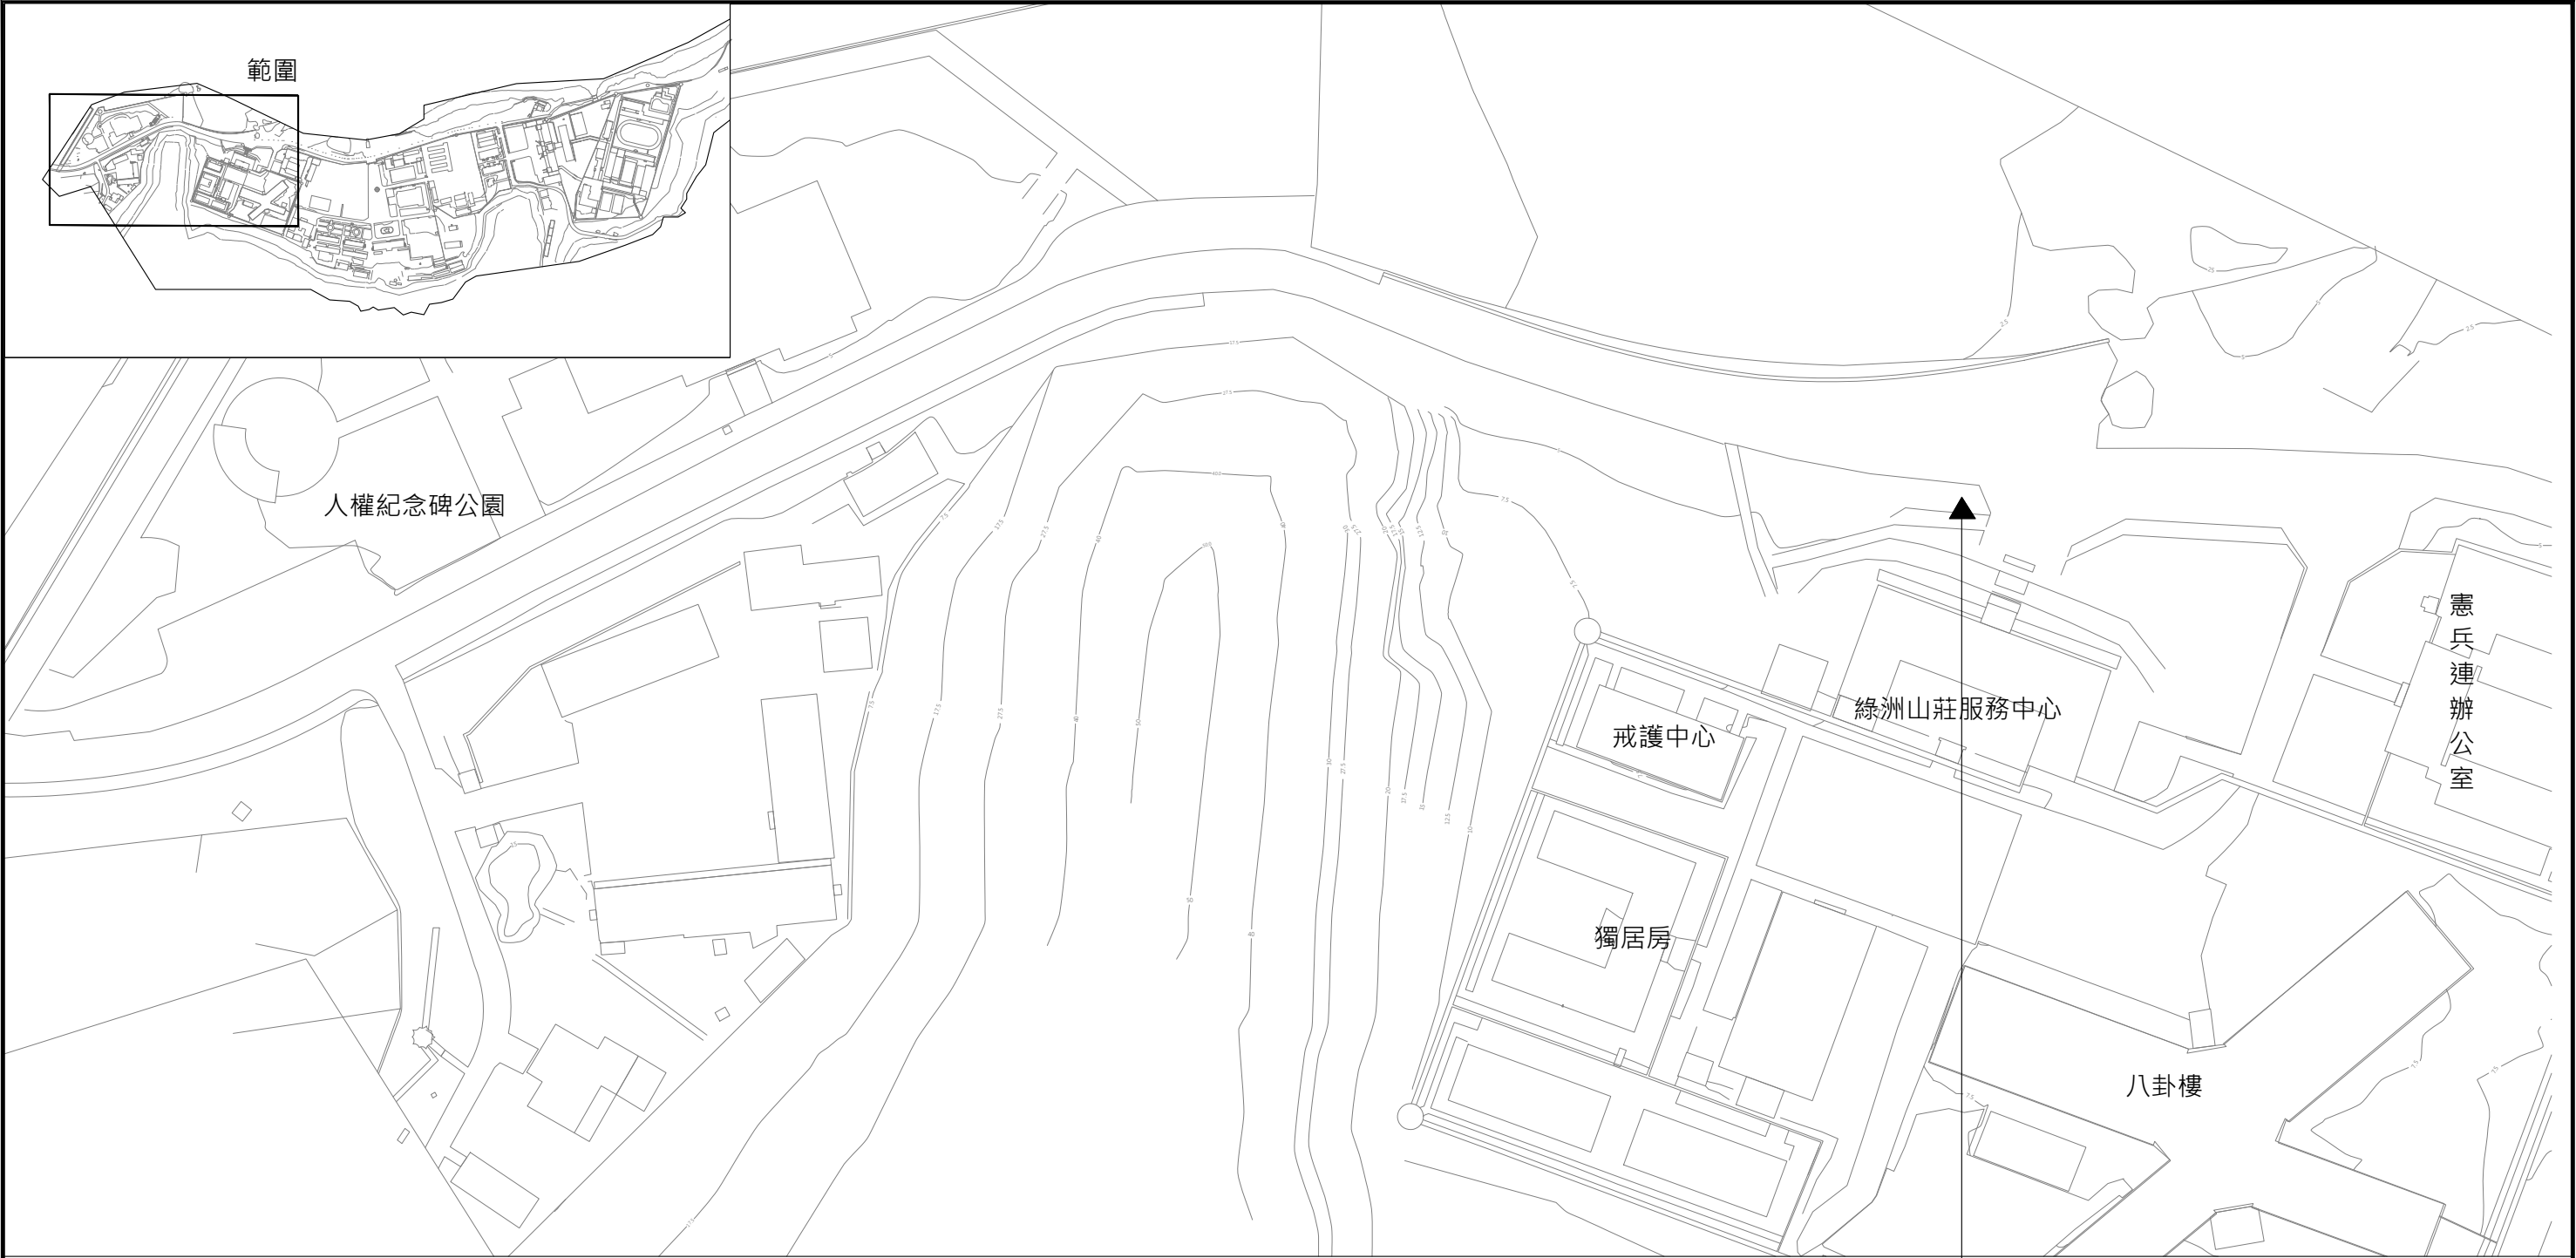 範圍
人權紀念碑公園
憲兵連辦公室
綠洲山莊服務中心
戒護中心
獨居房
八卦樓